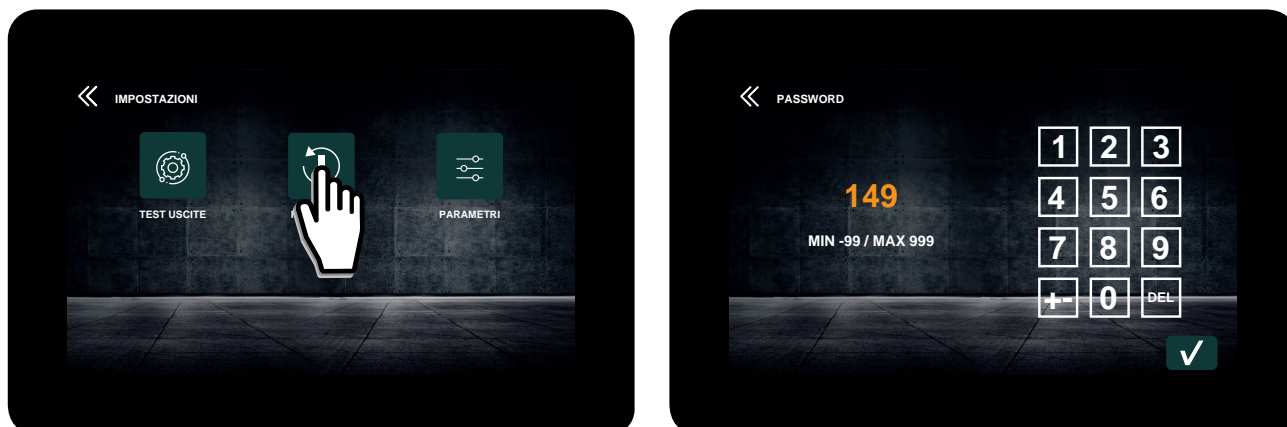 IMPOSTAZIONI
TEST USCITE
PARAMETRI
PASSWORD
149
MIN -99 / MAX 999
1 2 3
4 5 6
7 8 9
+- 0 DEL